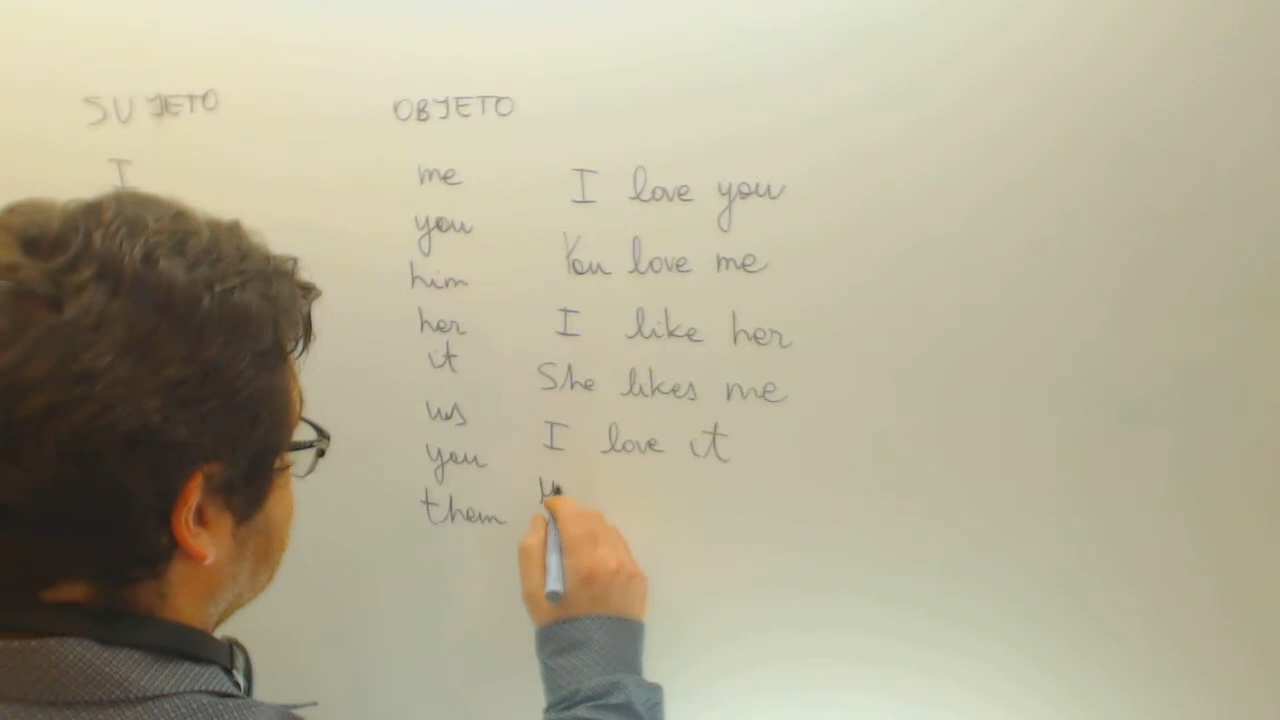 SUJETO
I
OBJETO
me
you
him
her
it
us
you
them
I love you
You love me
I like her
She likes me
I love it